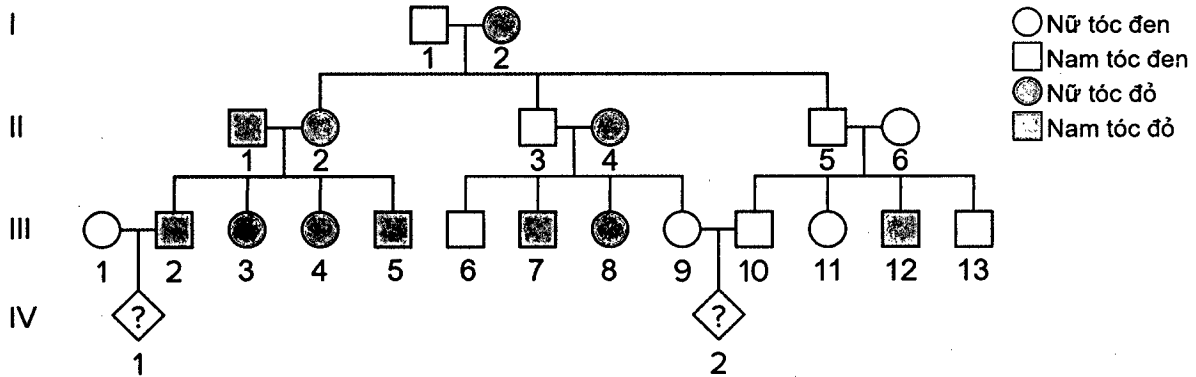 I
1 2
Nữ tóc đen
Nam tóc đen
Nữ tóc đỏ
Nam tóc đỏ
II
1 2 3 4 5 6
III
1 2 3 4 5 6 7 8 9 10 11 12 13
IV
? ?
1 2